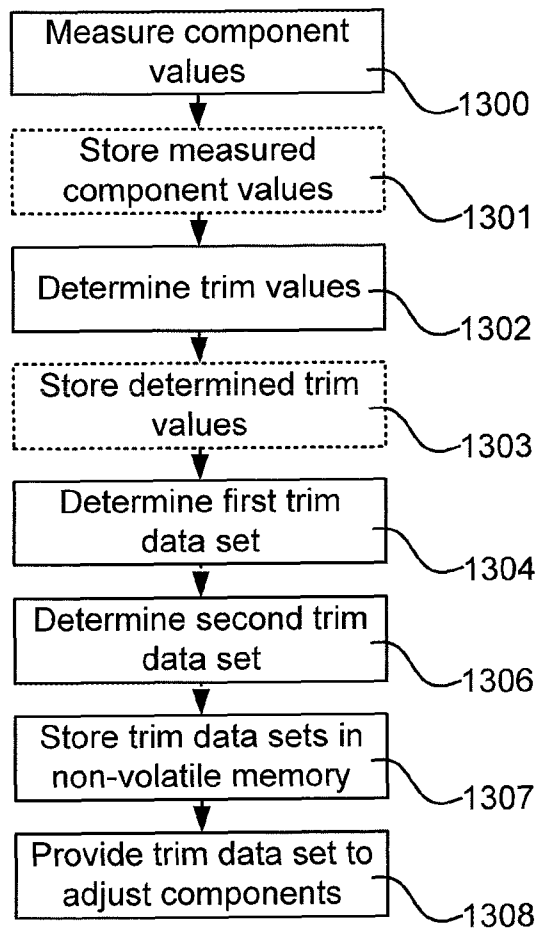 Measure component
values
1300
Store measured
component values
1301
Determine trim values
1302
Store determined trim
values
1303
Determine first trim
data set
1304
Determine second trim
data set
1306
Store trim data sets in
non-volatile memory
1307
Provide trim data set to
adjust components
1308